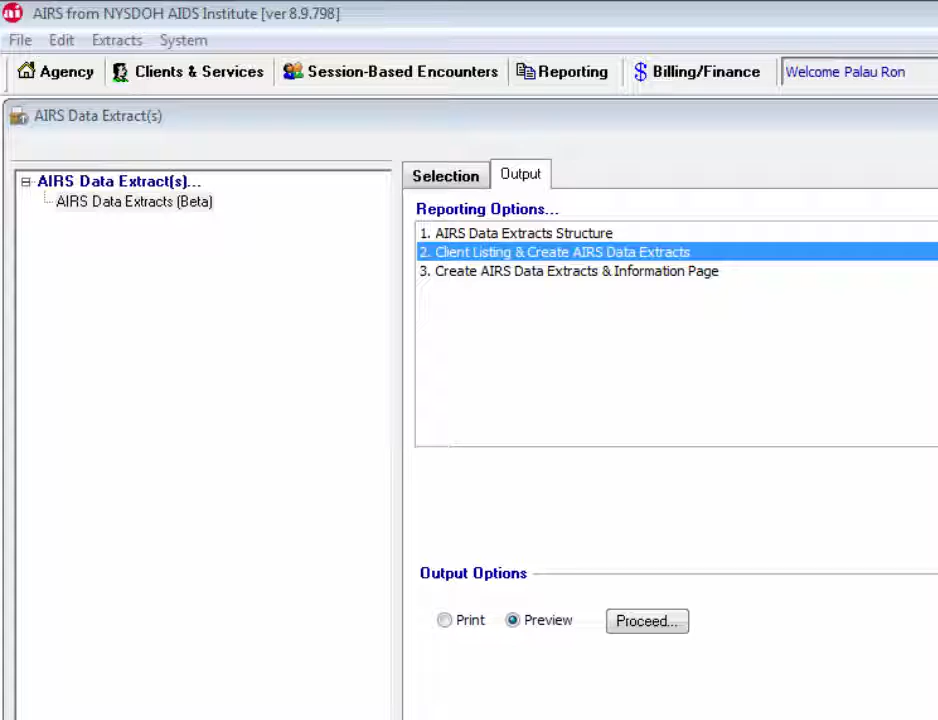 AIRS from NYSDOH AIDS Institute [ver 8.9.798]
File Edit Extracts System
Agency Clients & Services Session-Based Encounters Reporting $ Billing/Finance Welcome Palau Ron
AIRS Data Extract(s)
AIRS Data Extract(s)...
AIRS Data Extracts (Beta)
Selection Output
Reporting Options...
1. AIRS Data Extracts Structure
2. Client Listing & Create AIRS Data Extracts
3. Create AIRS Data Extracts & Information Page
Output Options
Print Preview Proceed...